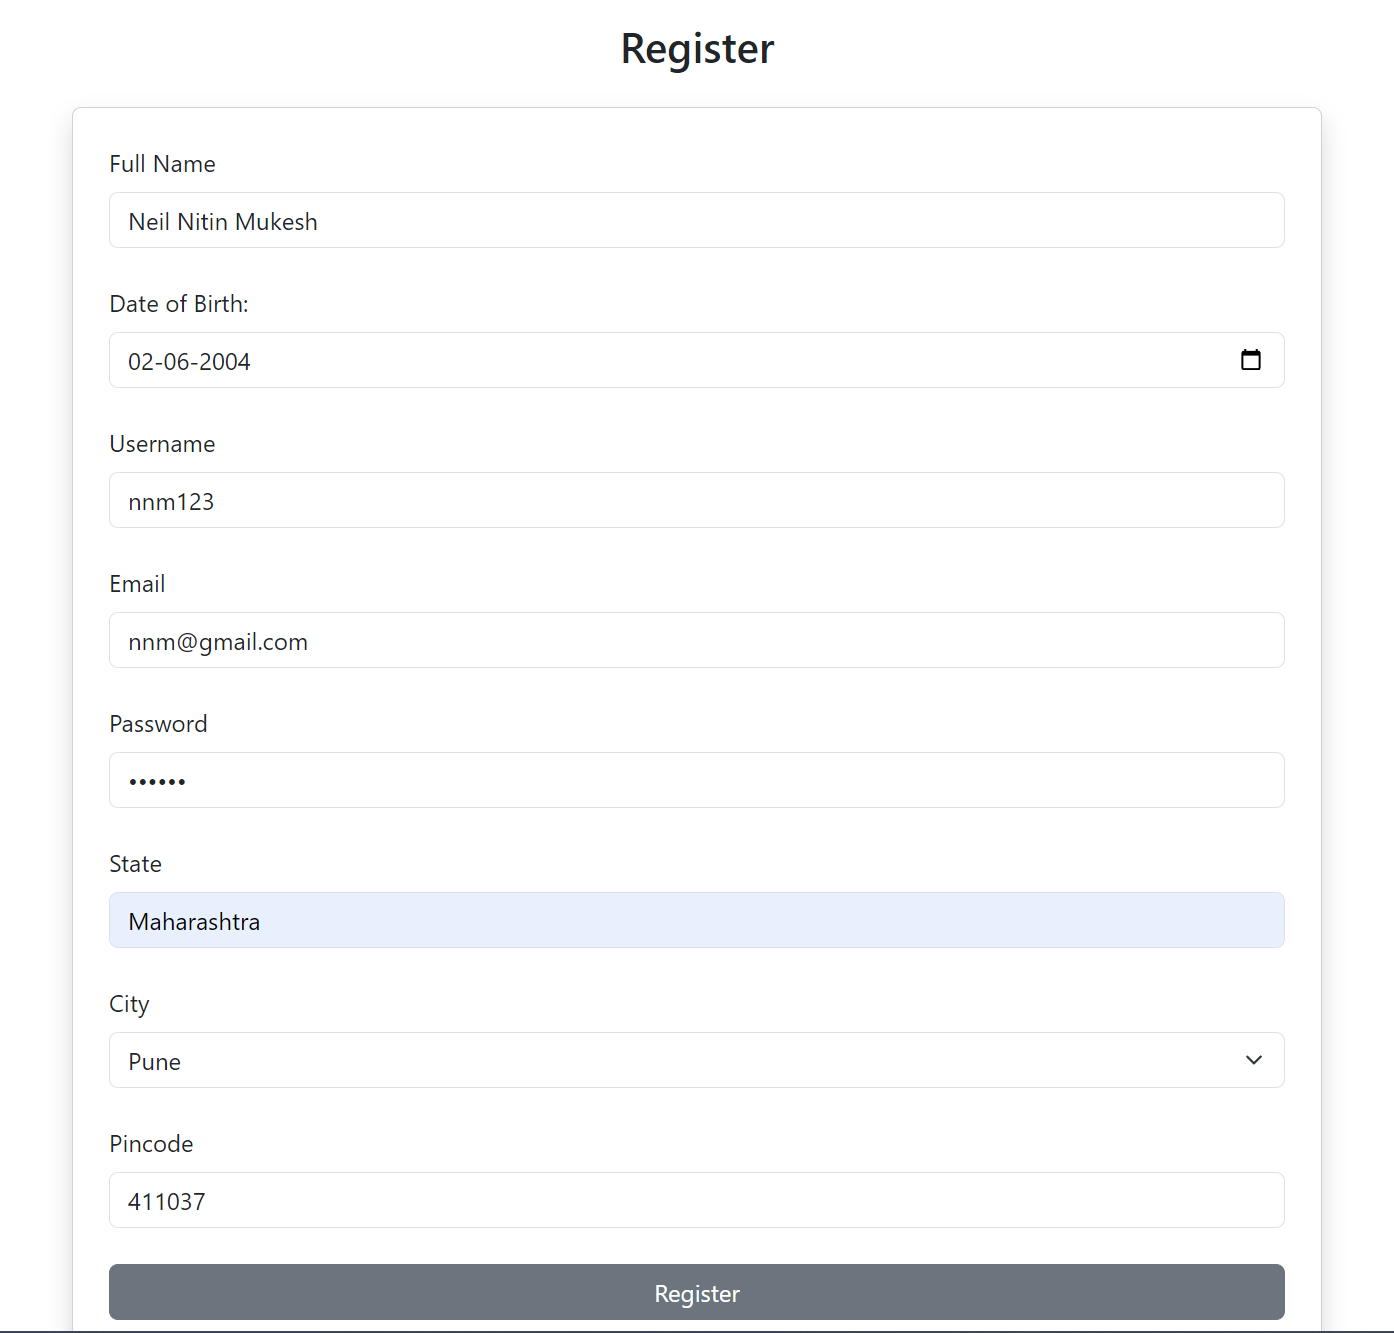 Register
Full Name
Neil Nitin Mukesh
Date of Birth:
02-06-2004
Username
nnm123
Email
nnm@gmail.com
Password
••••••
State
Maharashtra
City
Pune
Pincode
411037
Register